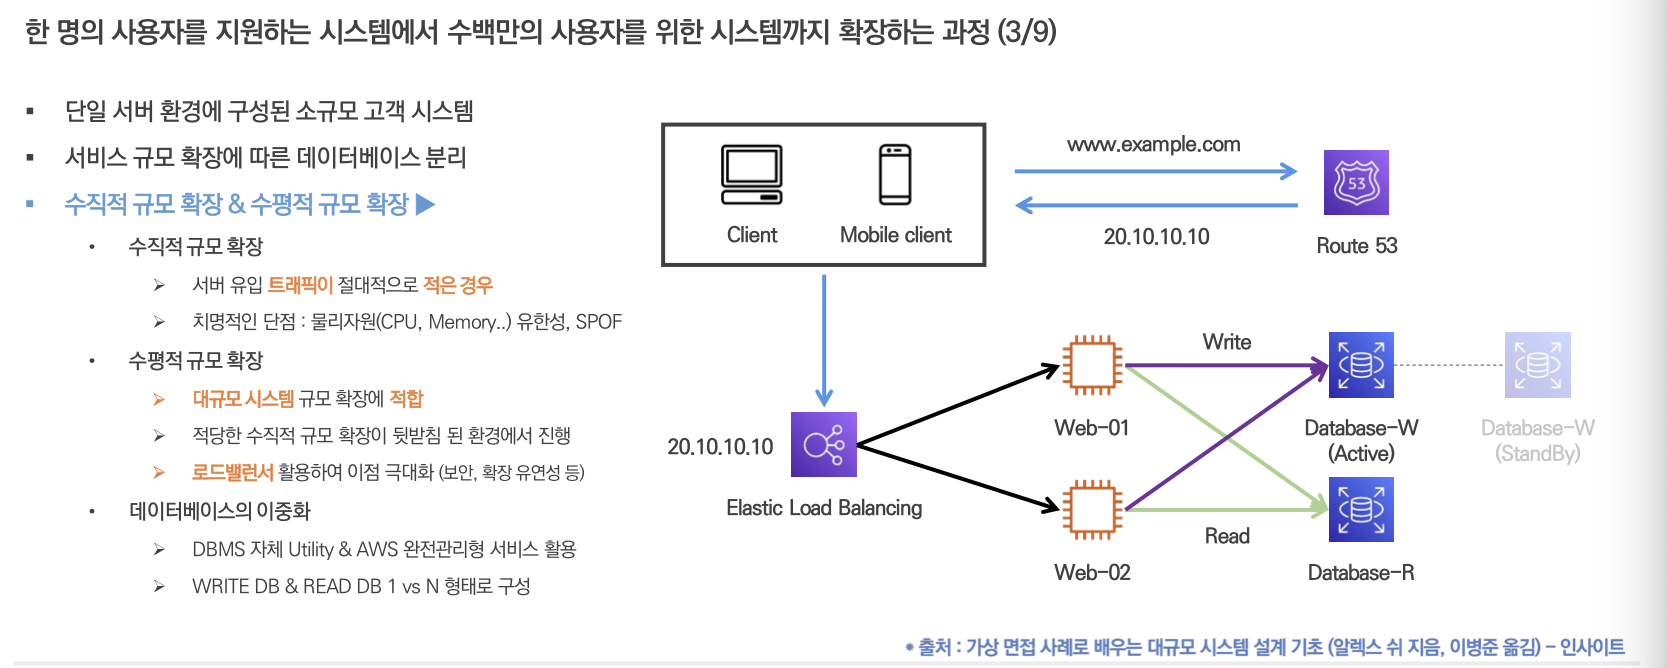 한 명의 사용자를 지원하는 시스템에서 수백만의 사용자를 위한 시스템까지 확장하는 과정 (3/9)
▪ 단일 서버 환경에 구성된 소규모 고객 시스템
▪ 서비스 규모 확장에 따른 데이터베이스 분리
▪ 수직적 규모 확장 & 수평적 규모 확장 ▶
• 수직적 규모 확장
➢ 서버 유입 트래픽이 절대적으로 적은 경우
➢ 치명적인 단점 : 물리자원(CPU, Memory..) 유한성, SPOF
• 수평적 규모 확장
➢ 대규모 시스템 규모 확장에 적합
➢ 적당한 수직적 규모 확장이 뒷받침 된 환경에서 진행
➢ 로드밸런서 활용하여 이점 극대화 (보안, 확장 유연성 등)
• 데이터베이스의 이중화
➢ DBMS 자체 Utility & AWS 완전관리형 서비스 활용
➢ WRITE DB & READ DB 1 vs N 형태로 구성
Client
Mobile client
www.example.com
20.10.10.10
53
Route 53
20.10.10.10
Elastic Load Balancing
Web-01
Web-02
Write
Read
Database-W
(Active)
Database-W
(StandBy)
Database-R
* 출처 : 가상 면접 사례로 배우는 대규모 시스템 설계 기초 (알렉스 쉬 지음, 이병준 옮김) – 인사이트